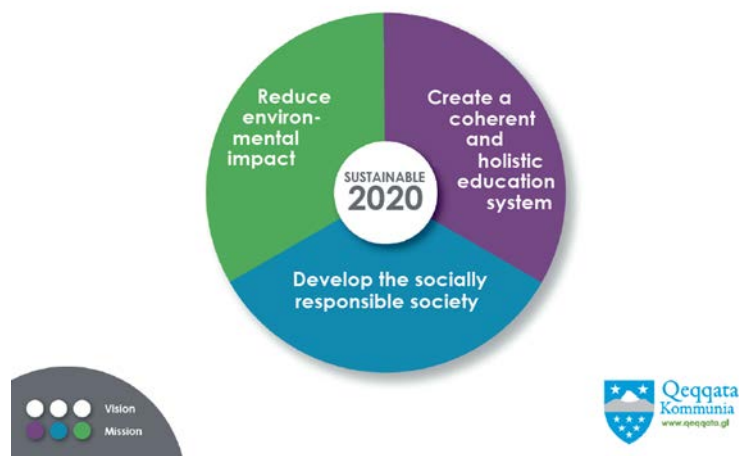 Reduce
environ-
mental
impact
Create a
coherent
and
holistic
education
system
SUSTAINABLE
2020
Develop the socially
responsible society
Vision
Mission
Qeqqata
Kommunia
www.qeqqata.gl